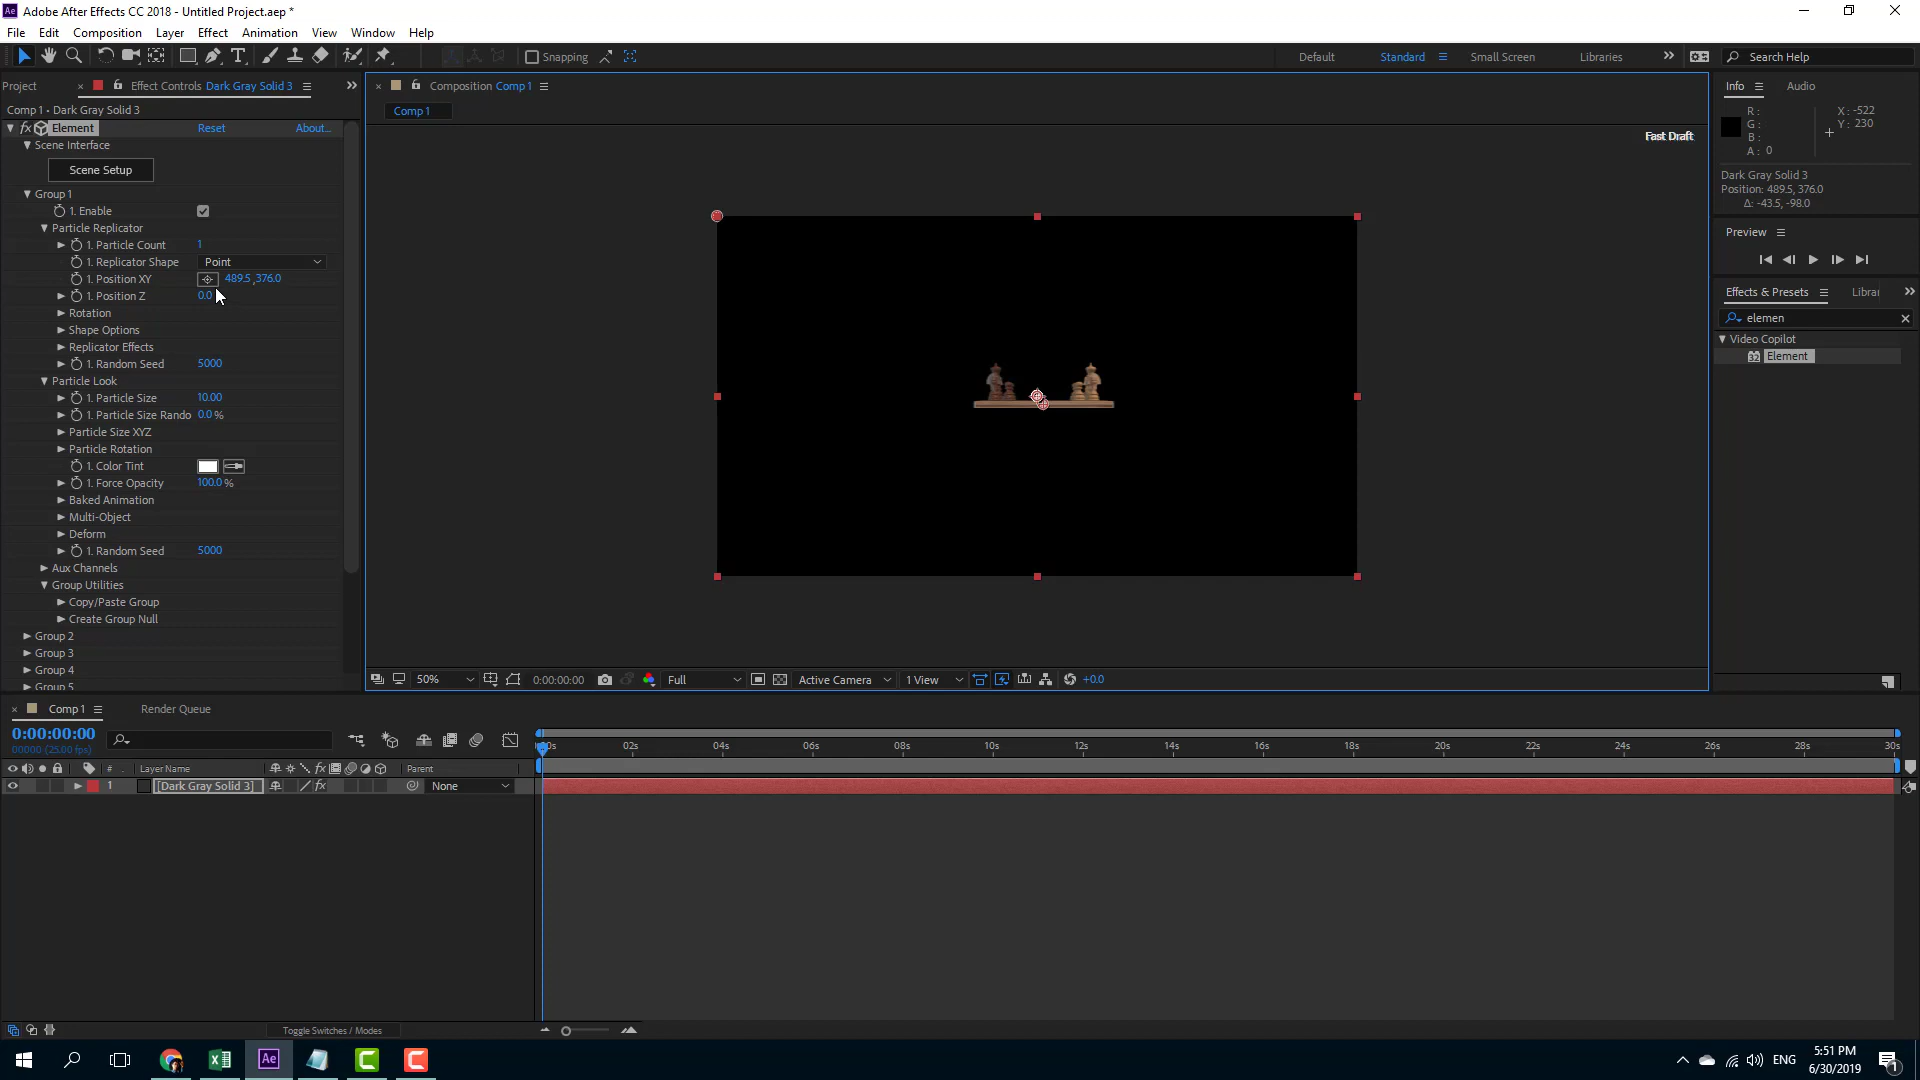 Ae Adobe After Effects CC 2018 - Untitled Project.aep *
File Edit Composition Layer Effect Animation View Window Help
Snapping Default Standard Small Screen Libraries Search Help
Project Effect Controls Dark Gray Solid 3
Composition Comp 1
Info Audio
Comp 1 • Dark Gray Solid 3
Comp 1
R :
G :
B :
A : 0
X : -522
Y : 230
fx Element Reset About...
Fast Draft
Scene Interface
Scene Setup
Dark Gray Solid 3
Position: 489.5, 376.0
Δ: -43.5, -98.0
Group 1
1. Enable
Particle Replicator
Preview
1. Particle Count 1
1. Replicator Shape Point
1. Position XY 489.5 ,376.0
1. Position Z 0.0
Effects & Presets Librar
Rotation
elemen
Shape Options
Video Copilot
Replicator Effects
32 Element
1. Random Seed 5000
Particle Look
1. Particle Size 10.00
1. Particle Size Rando 0.0 %
Particle Size XYZ
Particle Rotation
1. Color Tint
1. Force Opacity 100.0 %
Baked Animation
Multi-Object
Deform
1. Random Seed 5000
Aux Channels
Group Utilities
Copy/Paste Group
Create Group Null
Group 2
Group 3
Group 4
Group 5
50% 0:00:00:00 Full Active Camera 1 View +0.0
Comp 1 Render Queue
0:00:00:00
00000 (25.00 fps)
02s 04s 06s 08s 10s 12s 14s 16s 18s 20s 22s 24s 26s 28s 30s
# Layer Name fx Parent
1 [Dark Gray Solid 3] fx None
Toggle Switches / Modes
Ae ENG 5:51 PM
6/30/2019
1